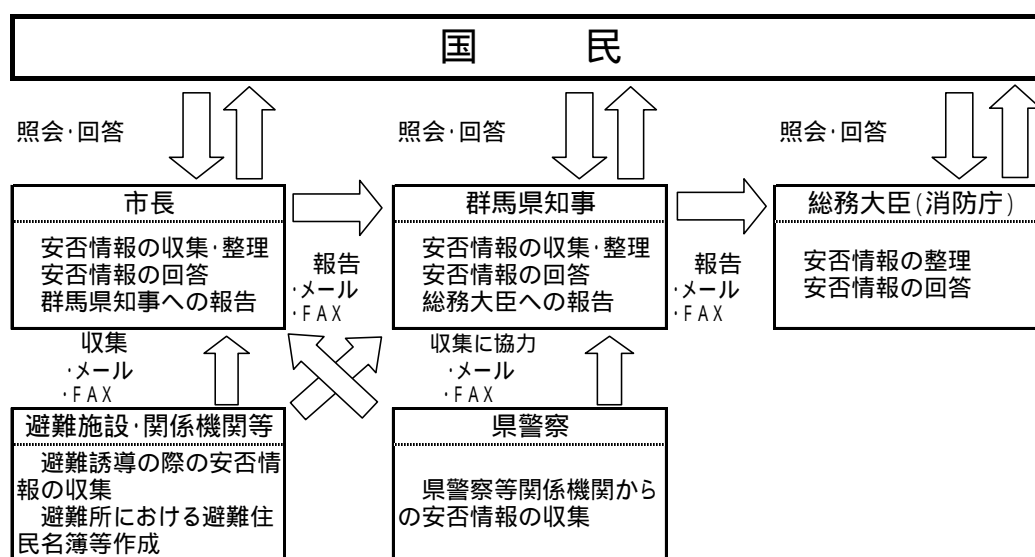 国 民
照会・回答
照会・回答
照会・回答
市長
安否情報の収集・整理
安否情報の回答
群馬県知事への報告
報告
・メール
・FAX
群馬県知事
安否情報の収集・整理
安否情報の回答
総務大臣への報告
報告
・メール
・FAX
総務大臣(消防庁)
安否情報の整理
安否情報の回答
収集
・メール
・FAX
収集に協力
・メール
・FAX
避難施設・関係機関等
避難誘導の際の安否情
報の収集
避難所における避難住
民名簿等作成
県警察
県警察等関係機関から
の安否情報の収集